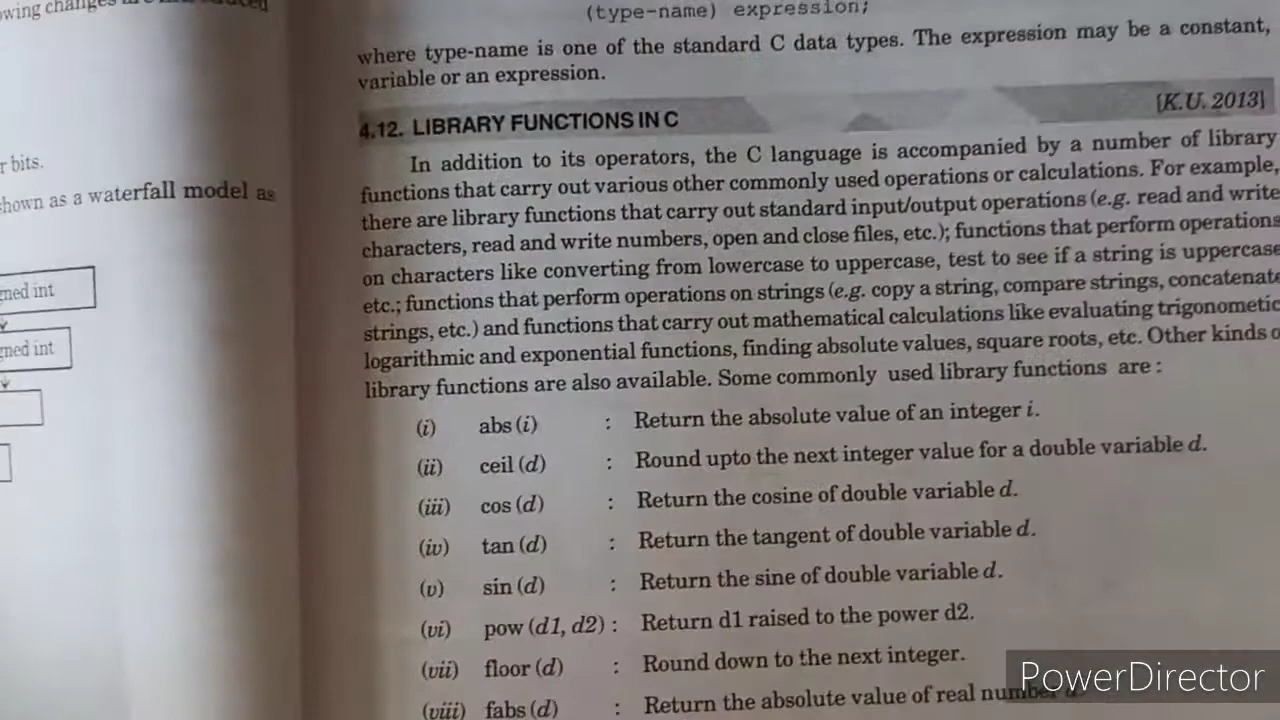 owing changes are
r bits.
shown as a waterfall model as
gned int
gned int
(type-name) expression;
where type-name is one of the standard C data types. The expression may be a constant,
variable or an expression.
4.12. LIBRARY FUNCTIONS IN C [K.U. 2013]
In addition to its operators, the C language is accompanied by a number of library
functions that carry out various other commonly used operations or calculations. For example,
there are library functions that carry out standard input/output operations (e.g. read and write
characters, read and write numbers, open and close files, etc.); functions that perform operations
on characters like converting from lowercase to uppercase, test to see if a string is uppercase
etc.; functions that perform operations on strings (e.g. copy a string, compare strings, concatenate
strings, etc.) and functions that carry out mathematical calculations like evaluating trigonometic
logarithmic and exponential functions, finding absolute values, square roots, etc. Other kinds o
library functions are also available. Some commonly used library functions are :
(i) abs (i) : Return the absolute value of an integer i.
(ii) ceil (d) : Round upto the next integer value for a double variable d.
(iii) cos (d) : Return the cosine of double variable d.
(iv) tan (d) : Return the tangent of double variable d.
(v) sin (d) : Return the sine of double variable d.
(vi) pow (d1, d2) : Return d1 raised to the power d2.
(vii) floor (d) : Round down to the next integer.
(viii) fabs (d) : Return the absolute value of real number d.
PowerDirector